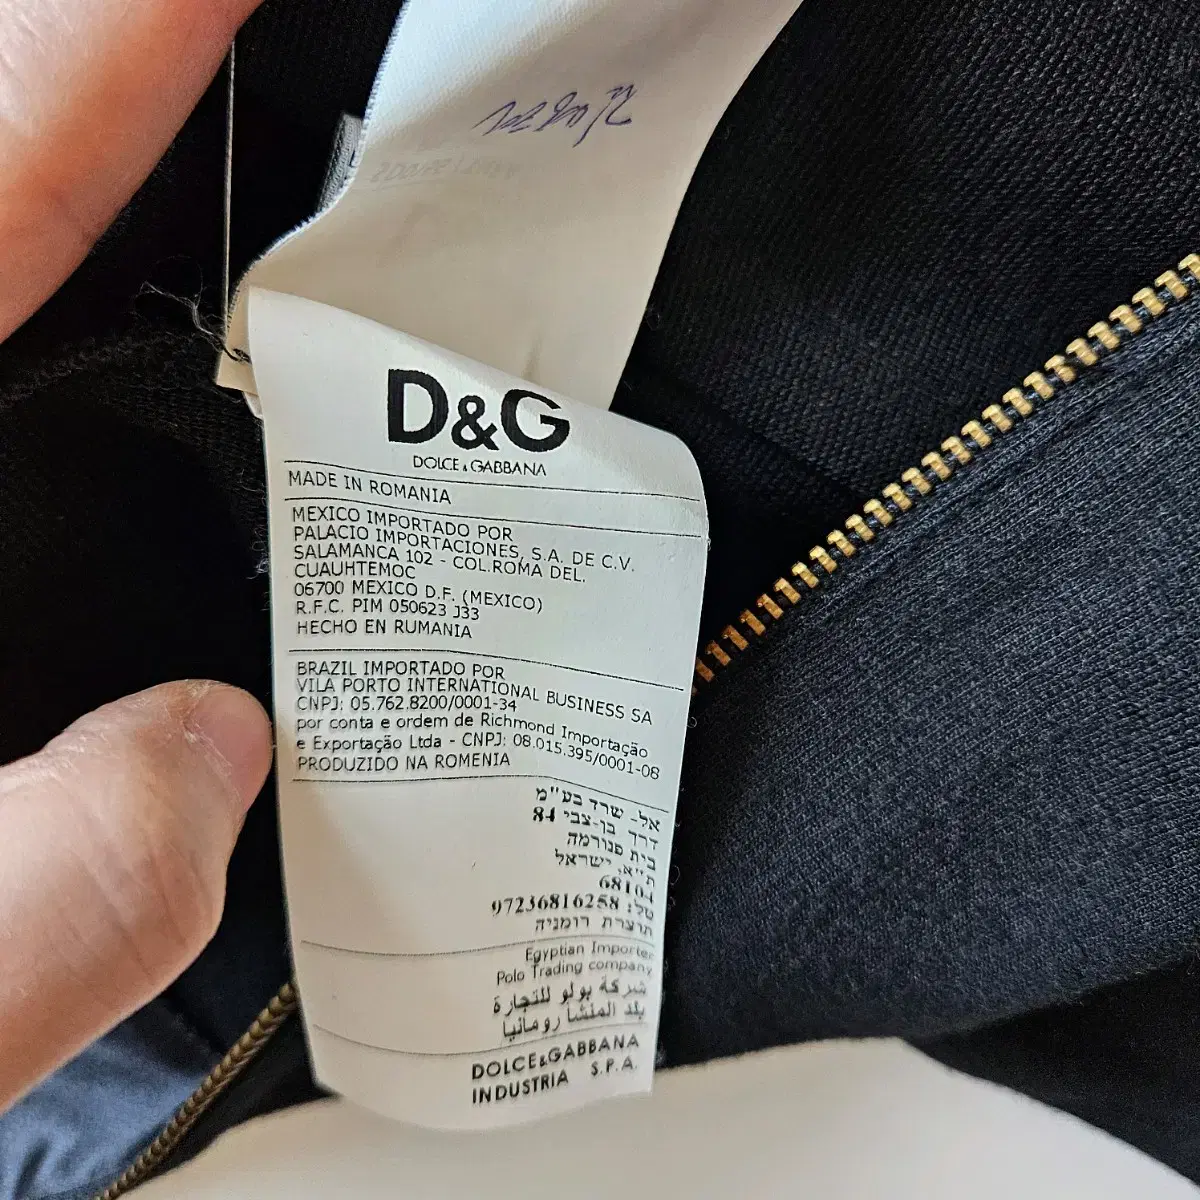 D&G
DOLCE & GABBANA
MADE IN ROMANIA
MEXICO IMPORTADO POR
PALACIO IMPORTACIONES, S.A. DE C.V.
SALAMANCA 102 - COL.ROMA DEL.
CUAUHTEMOC
06700 MEXICO D.F. (MEXICO)
R.F.C. PIM 050623 J33
HECHO EN RUMANIA
BRAZIL IMPORTADO POR
VILA PORTO INTERNATIONAL BUSINESS SA
CNPJ: 05.762.8200/0001-34
por conta e ordem de Richmond Importação
e Exportação Ltda - CNPJ: 08.015.395/0001-08
PRODUZIDO NA ROMENIA
אל- שרד בע"מ
דרך בן-צבי 84
בית פנורמה
ת"א, ישראל
68104
טל: 97236816258
תוצרת רומניה
Egyptian Importer
Polo Trading company
شركة بولو للتجارة
بلد المنشأ رومانيا
DOLCE&GABBANA
INDUSTRIA S.P.A.